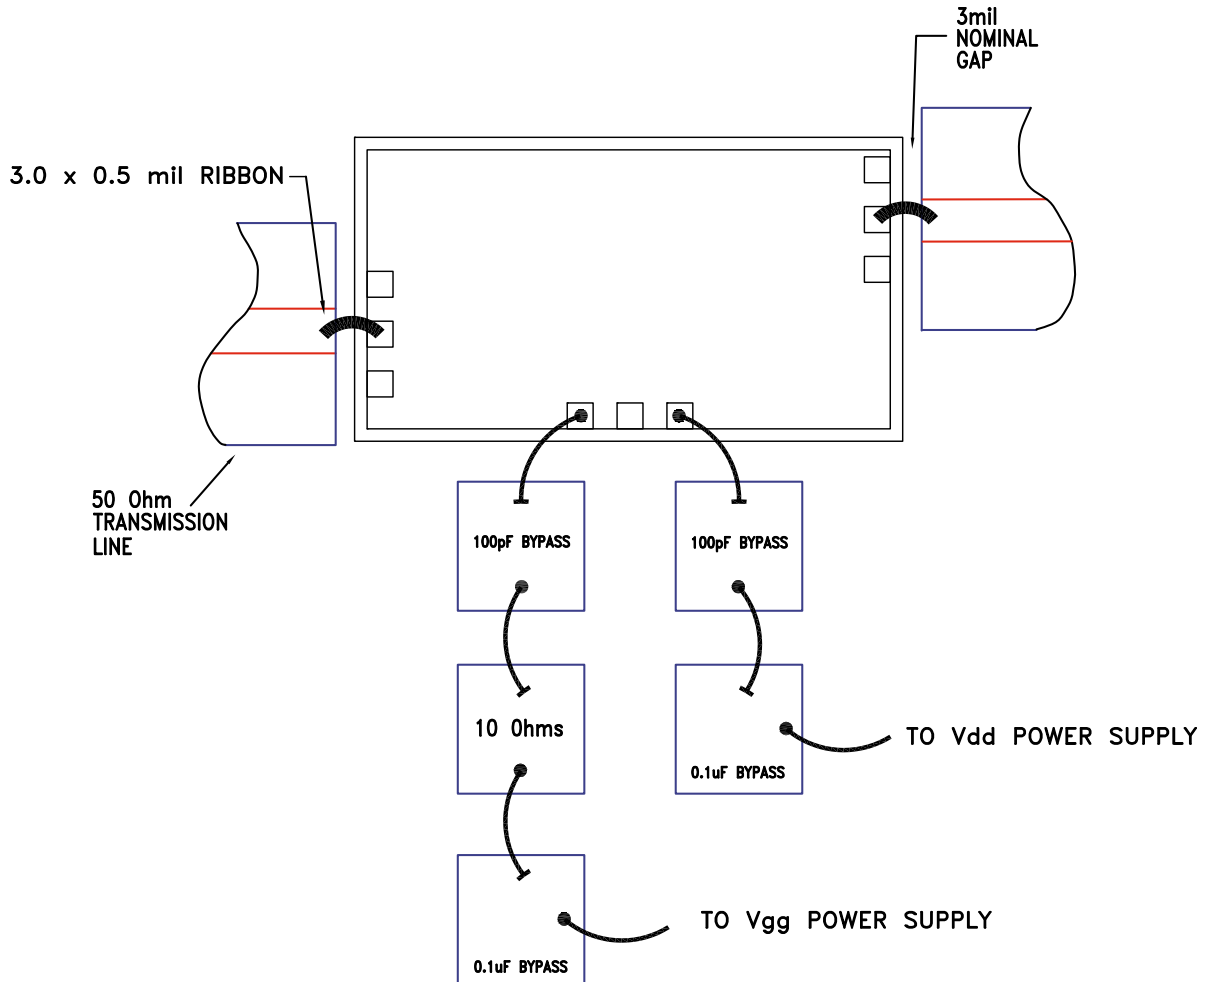 3mil
NOMINAL
GAP
3.0 x 0.5 mil RIBBON
50 Ohm
TRANSMISSION
LINE
100pF BYPASS
100pF BYPASS
10 Ohms
TO Vdd POWER SUPPLY
0.1uF BYPASS
TO Vgg POWER SUPPLY
0.1uF BYPASS